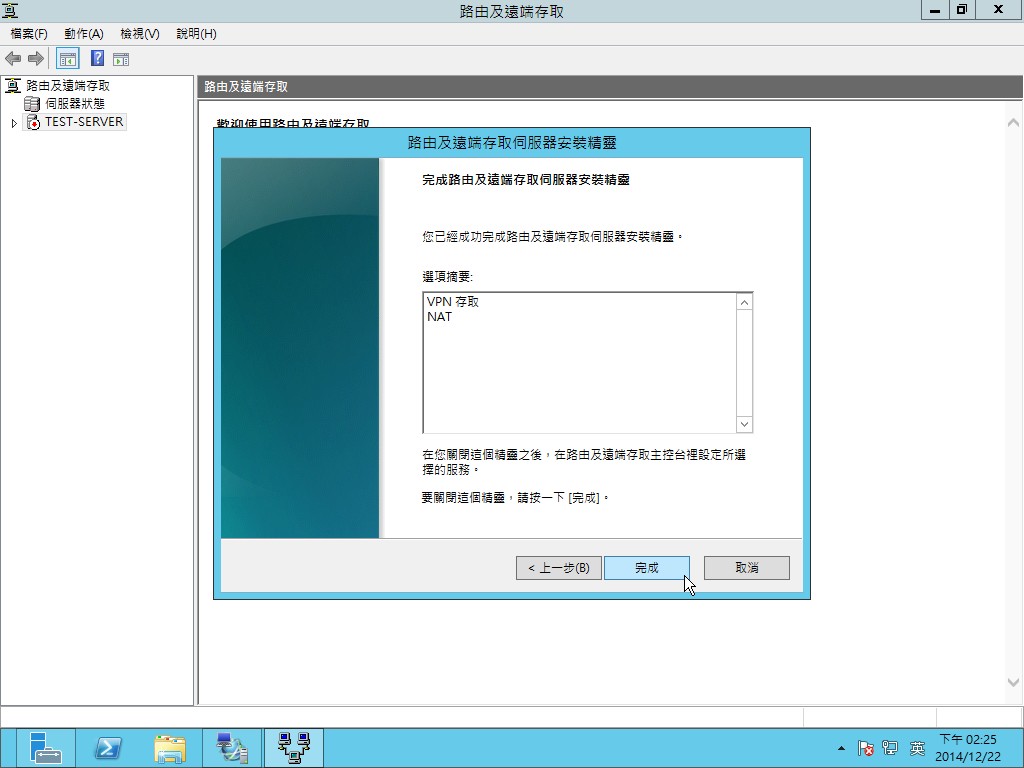 路由及遠端存取
檔案(F) 動作(A) 檢視(V) 說明(H)
路由及遠端存取
伺服器狀態
TEST-SERVER
路由及遠端存取
歡迎使用路由及遠端存取
路由及遠端存取伺服器安裝精靈
完成路由及遠端存取伺服器安裝精靈
您已經成功完成路由及遠端存取伺服器安裝精靈。
選項摘要:
VPN 存取
NAT
在您關閉這個精靈之後，在路由及遠端存取主控台裡設定所選
擇的服務。
要關閉這個精靈，請按一下 [完成]。
< 上一步(B) 完成 取消
英
下午 02:25
2014/12/22